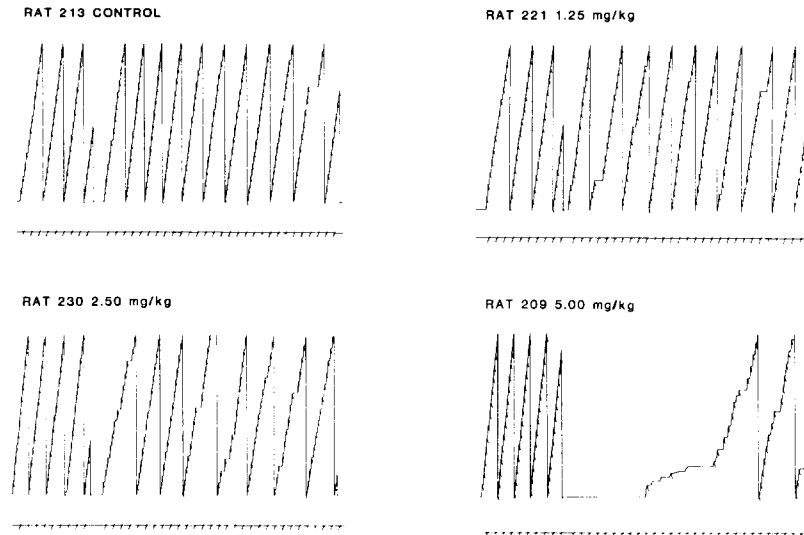 RAT 213 CONTROL
RAT 221 1.25 mg/kg
RAT 230 2.50 mg/kg
RAT 209 5.00 mg/kg